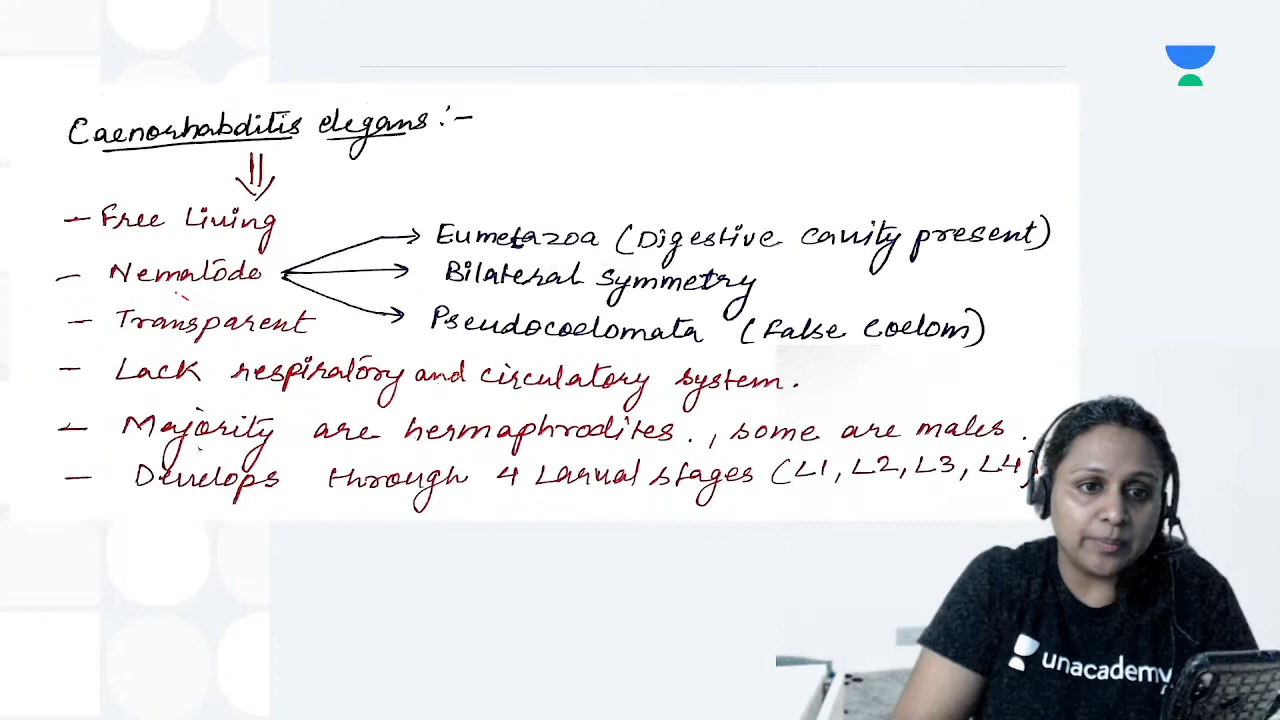 Caenorhabditis elegans :-
- Free Living
- Nematode
Eumetazoa (Digestive cavity present)
Bilateral Symmetry
Pseudocoelomata (False Coelom)
- Transparent
- Lack respiratory and circulatory system.
- Majority are hermaphrodites., some are males.
- Develops through 4 Larval stages (L1, L2, L3, L4)
unacademy